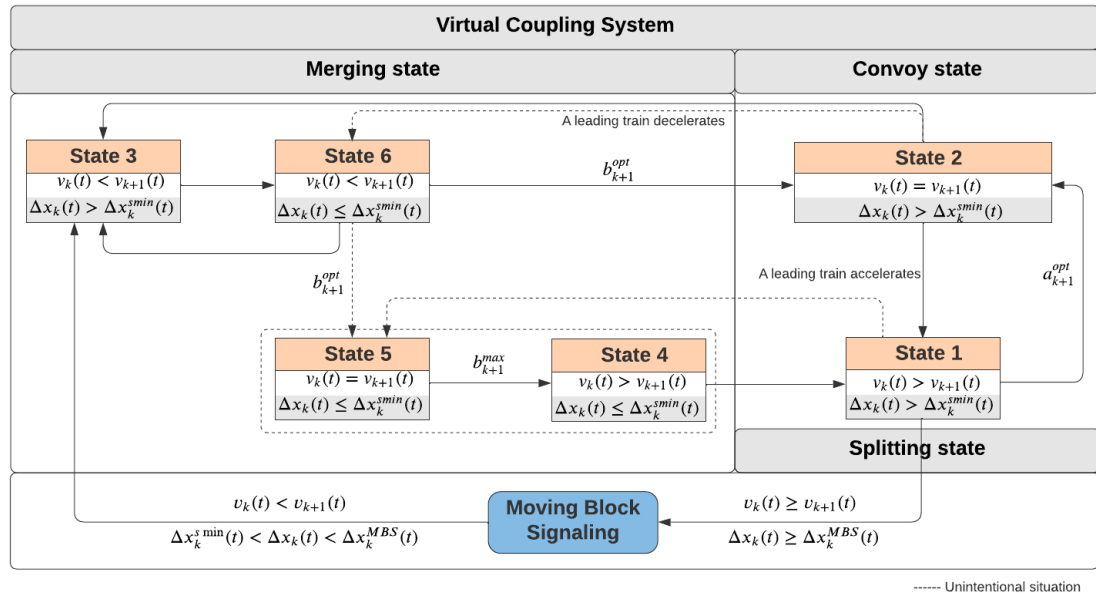 Virtual Coupling System
Merging state
Convoy state
A leading train decelerates
State 3
v_k(t) < v_{k+1}(t)
Δx_k(t) > Δx_k^{smin}(t)
State 6
v_k(t) < v_{k+1}(t)
Δx_k(t) ≤ Δx_k^{smin}(t)
b_{k+1}^{opt}
State 2
v_k(t) = v_{k+1}(t)
Δx_k(t) > Δx_k^{smin}(t)
b_{k+1}^{opt}
A leading train accelerates
a_{k+1}^{opt}
State 5
v_k(t) = v_{k+1}(t)
Δx_k(t) ≤ Δx_k^{smin}(t)
b_{k+1}^{max}
State 4
v_k(t) > v_{k+1}(t)
Δx_k(t) ≤ Δx_k^{smin}(t)
State 1
v_k(t) > v_{k+1}(t)
Δx_k(t) > Δx_k^{smin}(t)
Splitting state
v_k(t) < v_{k+1}(t)
Δx_k^{s min}(t) < Δx_k(t) < Δx_k^{MBS}(t)
Moving Block
Signaling
v_k(t) ≥ v_{k+1}(t)
Δx_k(t) ≥ Δx_k^{MBS}(t)
------ Unintentional situation